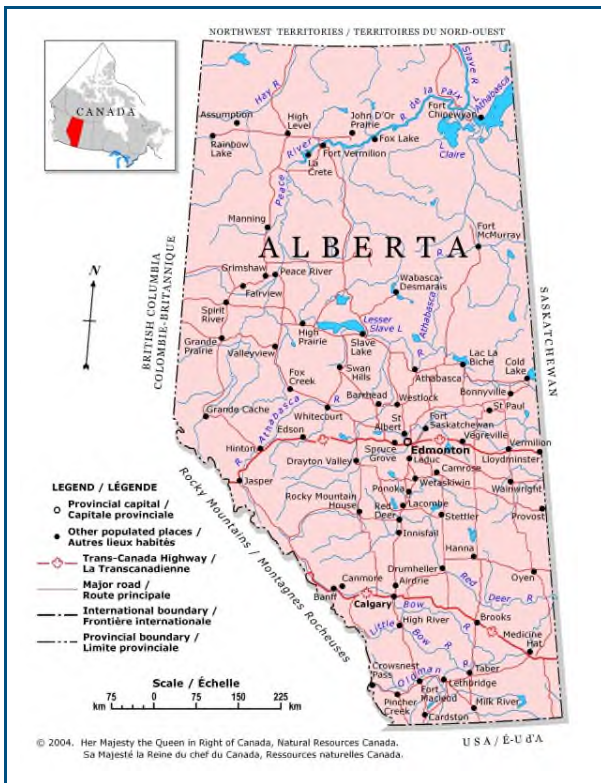 NORTHWEST TERRITORIES / TERRITOIRES DU NORD-OUEST
CANADA
Hay R
Slave R
R de la Paix
Fort Chipewyan
L Athabasca
L Claire
Assumption
High Level
John D'Or Prairie
Rainbow Lake
Fox Lake
Fort Vermilion
La Crete
Peace River
Manning
ALBERTA
Fort McMurray
N
BRITISH COLUMBIA
COLOMBIE-BRITANNIQUE
SASKATCHEWAN
Grimshaw
Peace River
Fairview
Wabasca-Desmarais
Athabasca R
Spirit River
Lesser Slave L
Grande Prairie
High Prairie
Slave Lake
Valleyview
Lac La Biche
Cold Lake
Swan Hills
Athabasca
Fox Creek
Bonnyville
Barrhead
Westlock
St Paul
Grande Cache
Whitecourt
R Athabasca R
St Albert
Fort Saskatchewan
Edson
Vegreville
Vermilion
Hinton
Spruce Grove
Edmonton
Lloydminster
Drayton Valley
Leduc
Camrose
Jasper
Wetaskiwin
Wainwright
Ponoka
Rocky Mountain House
Lacombe
Red Deer
Stettler
Provost
Innisfail
Hanna
Rocky Mountains / Montagnes Rocheuses
Drumheller
Oyen
Canmore
Airdrie
Red Deer R
Banff
Calgary
Bow R
High River
Brooks
Little Bow R
Medicine Hat
Crowsnest Pass
Oldman R
Taber
Lethbridge
Fort Macleod
Pincher Creek
Milk River
Cardston
USA / É-U d'A
LEGEND / LÉGENDE
Provincial capital /
Capitale provinciale
Other populated places /
Autres lieux habités
Trans-Canada Highway /
La Transcanadienne
Major road /
Route principale
International boundary /
Frontière internationale
Provincial boundary /
Limite provinciale
Scale / Échelle
75 0 75 150 225
km km
© 2004. Her Majesty the Queen in Right of Canada, Natural Resources Canada.
Sa Majesté la Reine du chef du Canada, Ressources naturelles Canada.